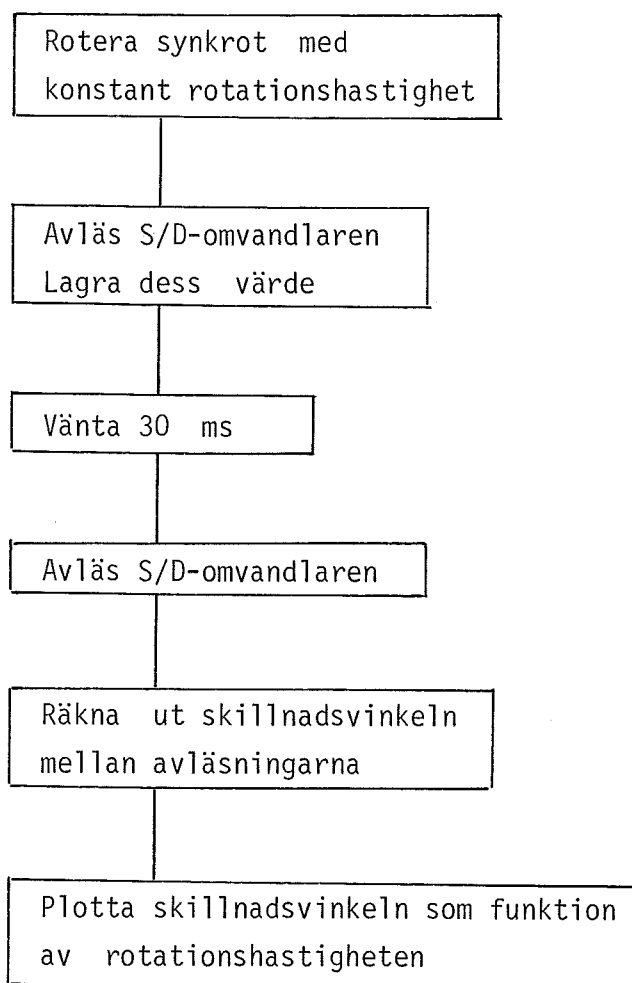 Rotera synkrot med
konstant rotationshastighet
Avläs S/D-omvandlaren
Lagra dess värde
Vänta 30 ms
Avläs S/D-omvandlaren
Räkna ut skillnadsvinkeln
mellan avläsningarna
Plotta skillnadsvinkeln som funktion
av rotationshastigheten